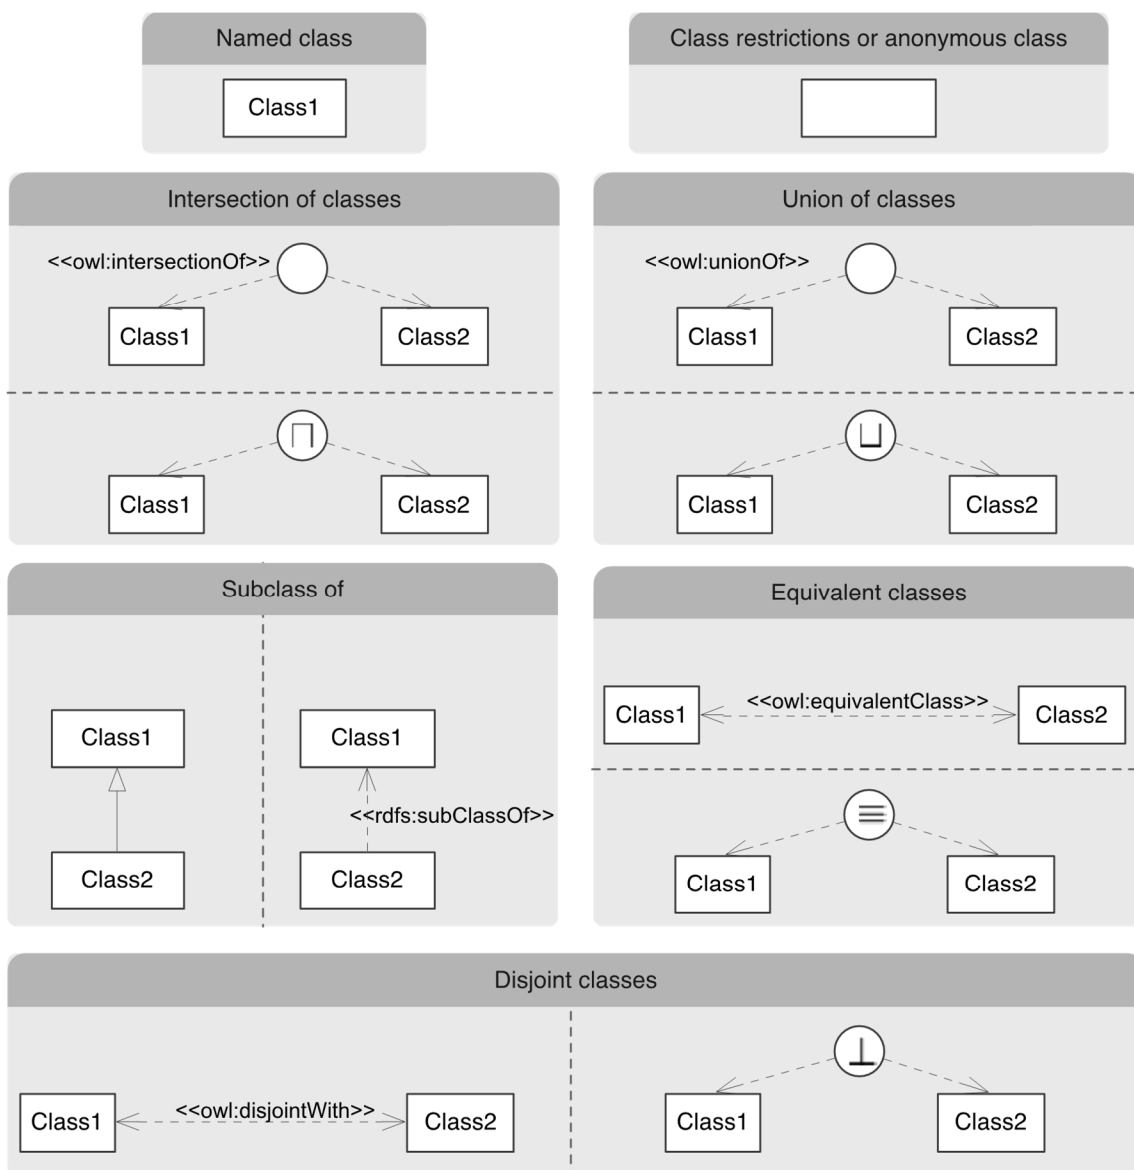 Named class
Class restrictions or anonymous class
Class1
Intersection of classes
Union of classes
<<owl:intersectionOf>>
<<owl:unionOf>>
Class1
Class2
Class1
Class2
⊓
⊔
Class1
Class2
Class1
Class2
Subclass of
Equivalent classes
Class1
Class1
<<rdfs:subClassOf>>
Class2
Class2
<<owl:equivalentClass>>
Class1
Class2
≡
Class1
Class2
Disjoint classes
<<owl:disjointWith>>
Class1
Class2
⊥
Class1
Class2